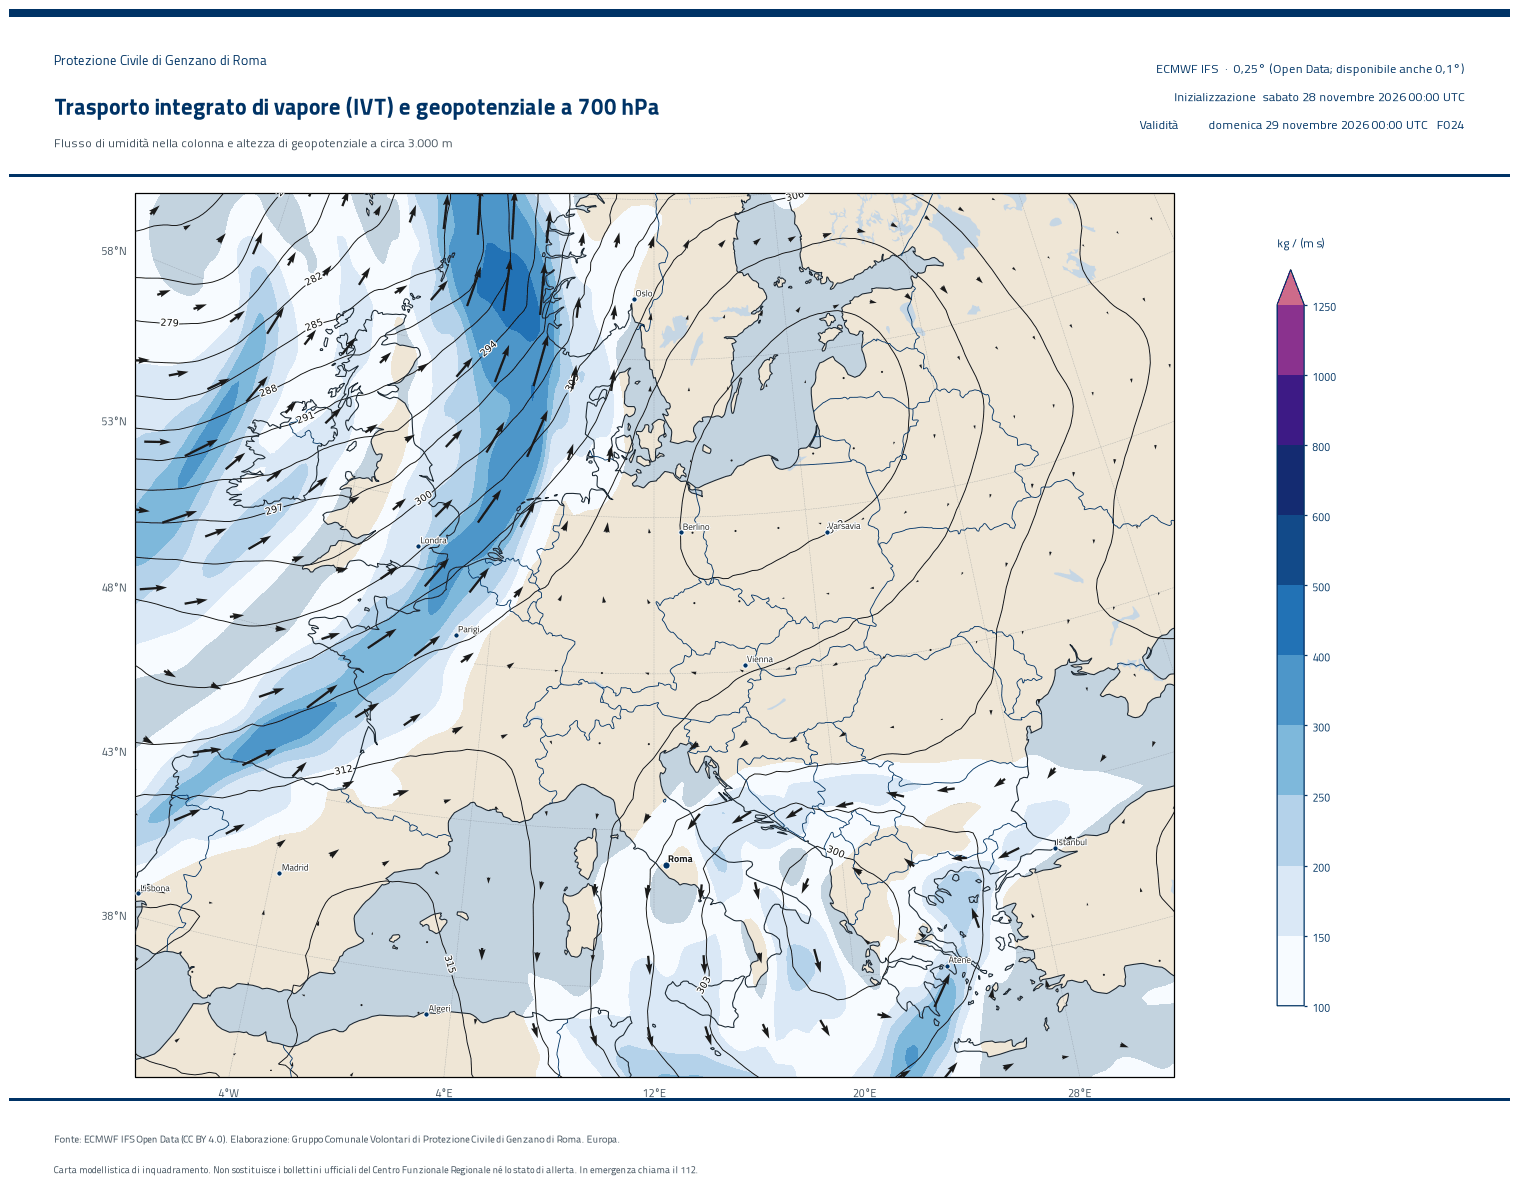 Protezione Civile di Genzano di Roma
Trasporto integrato di vapore (IVT) e geopotenziale a 700 hPa
Flusso di umidità nella colonna e altezza di geopotenziale a circa 3.000 m
ECMWF IFS · 0,25° (Open Data; disponibile anche 0,1°)
Inizializzazione sabato 28 novembre 2026 00:00 UTC
Validità domenica 29 novembre 2026 00:00 UTC F024
kg / (m s)
1250
1000
800
600
500
400
300
250
200
150
100
58°N
53°N
48°N
43°N
38°N
4°W
4°E
12°E
20°E
28°E
306
282
279
285
294
288
291
300
297
312
300
315
303
Oslo
Berlino
Varsavia
Londra
Parigi
Vienna
Madrid
Lisbona
Roma
Istanbul
Atene
Algeri
Fonte: ECMWF IFS Open Data (CC BY 4.0). Elaborazione: Gruppo Comunale Volontari di Protezione Civile di Genzano di Roma. Europa.
Carta modellistica di inquadramento. Non sostituisce i bollettini ufficiali del Centro Funzionale Regionale né lo stato di allerta. In emergenza chiama il 112.